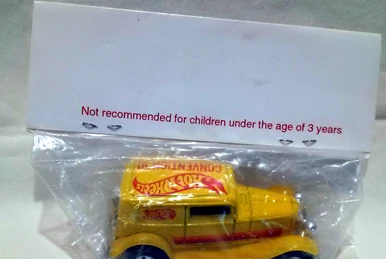 Not recommended for children under the age of 3 years
HOT WHEELS
CONVENTION